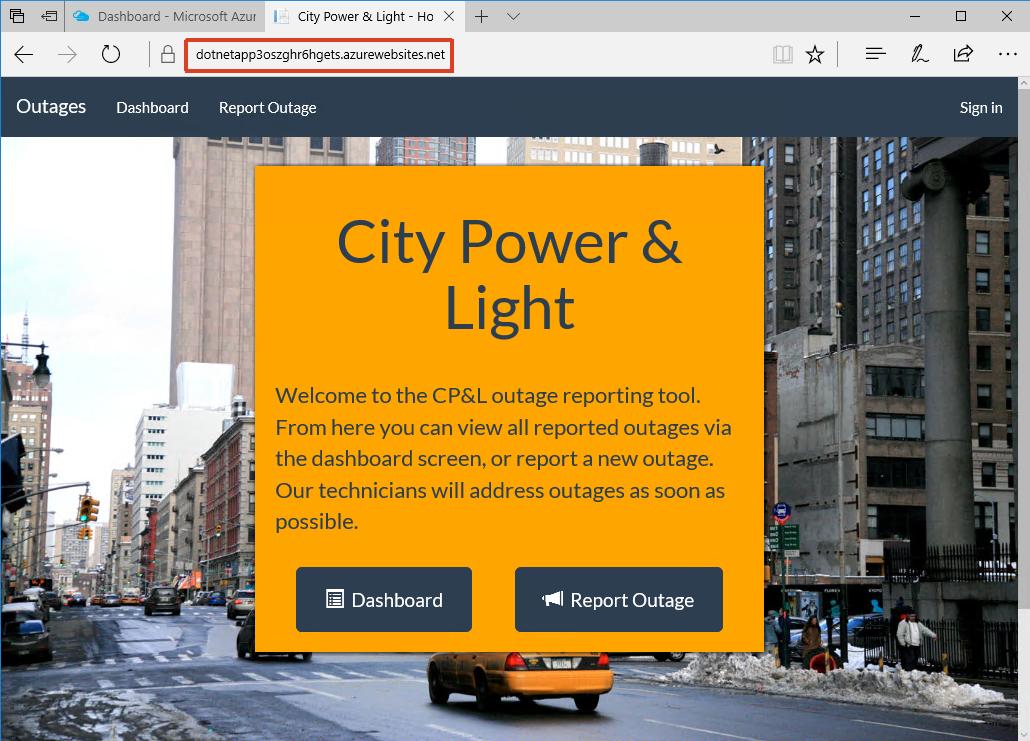 Dashboard - Microsoft Azur
City Power & Light - Ho
dotnetapp3oszghr6hgets.azurewebsites.net
Outages
Dashboard
Report Outage
Sign in
City Power &
Light
Welcome to the CP&L outage reporting tool.
From here you can view all reported outages via
the dashboard screen, or report a new outage.
Our technicians will address outages as soon as
possible.
Dashboard
Report Outage